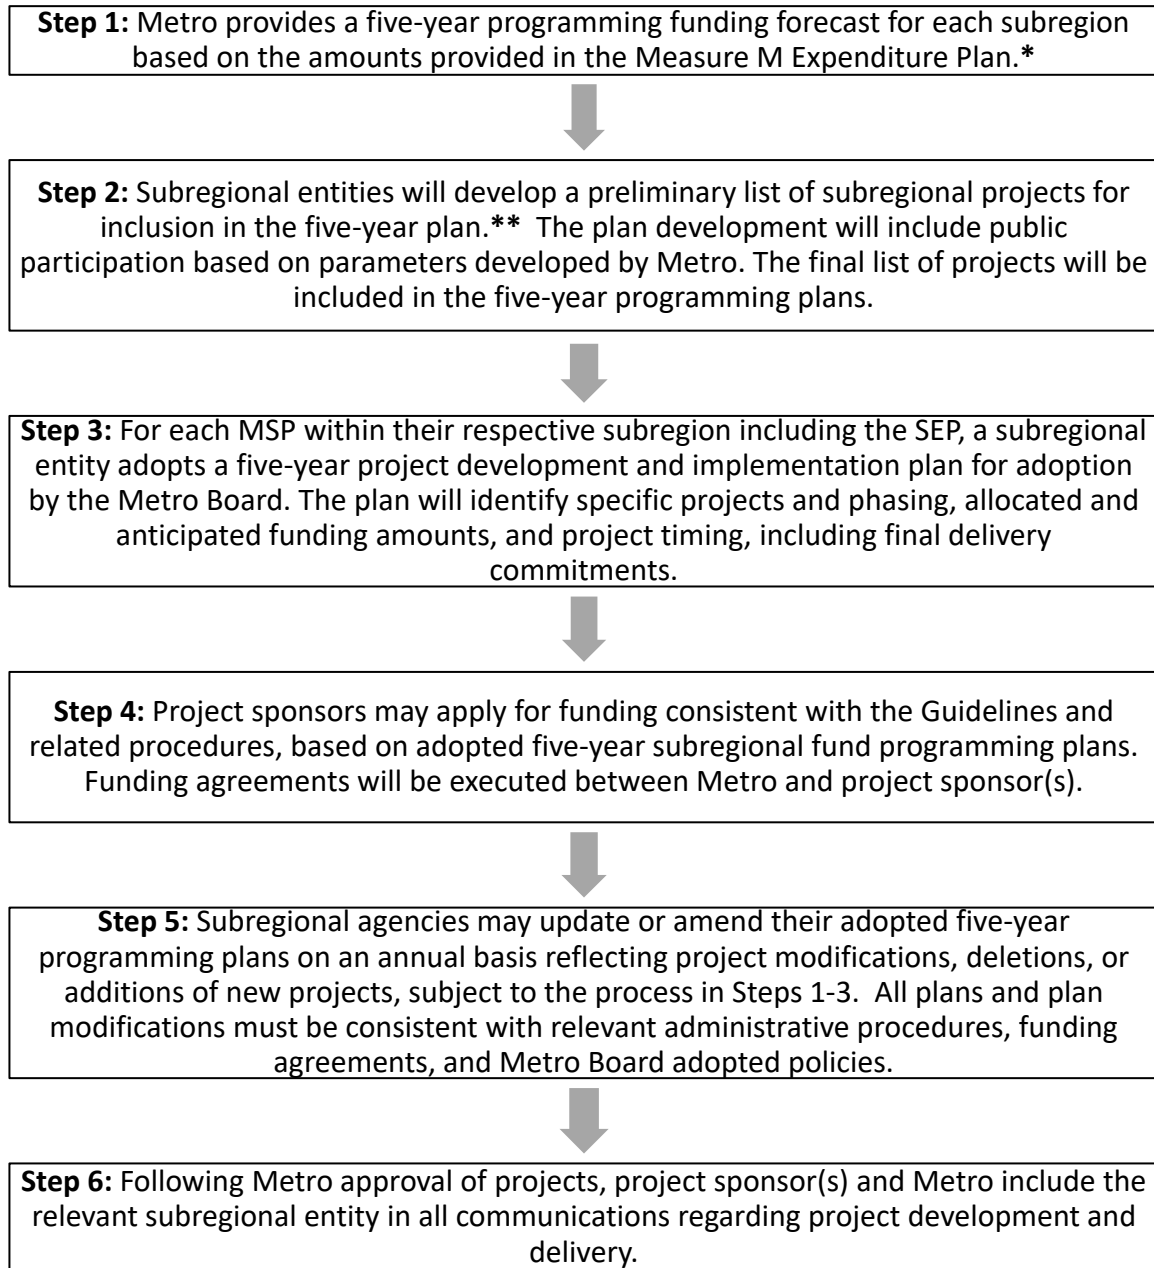 Step 1: Metro provides a five-year programming funding forecast for each subregion
based on the amounts provided in the Measure M Expenditure Plan.*
Step 2: Subregional entities will develop a preliminary list of subregional projects for
inclusion in the five-year plan.** The plan development will include public
participation based on parameters developed by Metro. The final list of projects will be
included in the five-year programming plans.
Step 3: For each MSP within their respective subregion including the SEP, a subregional
entity adopts a five-year project development and implementation plan for adoption
by the Metro Board. The plan will identify specific projects and phasing, allocated and
anticipated funding amounts, and project timing, including final delivery
commitments.
Step 4: Project sponsors may apply for funding consistent with the Guidelines and
related procedures, based on adopted five-year subregional fund programming plans.
Funding agreements will be executed between Metro and project sponsor(s).
Step 5: Subregional agencies may update or amend their adopted five-year
programming plans on an annual basis reflecting project modifications, deletions, or
additions of new projects, subject to the process in Steps 1-3. All plans and plan
modifications must be consistent with relevant administrative procedures, funding
agreements, and Metro Board adopted policies.
Step 6: Following Metro approval of projects, project sponsor(s) and Metro include the
relevant subregional entity in all communications regarding project development and
delivery.